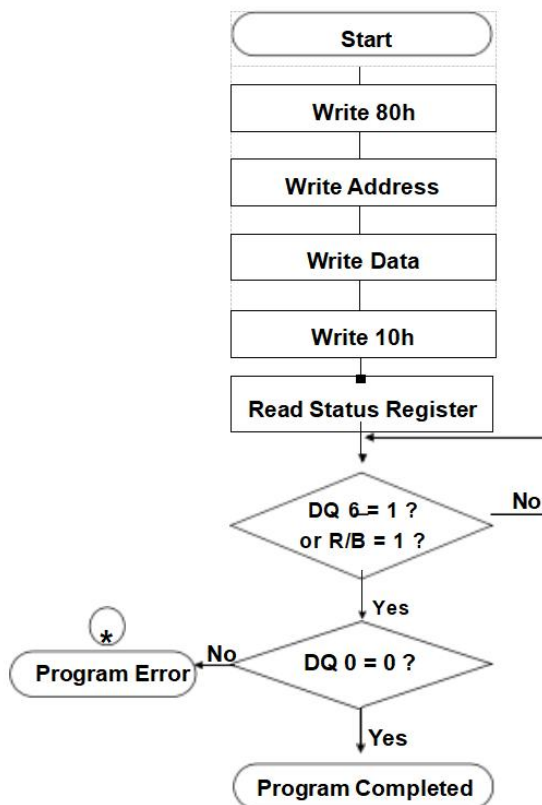 Start
Write 80h
Write Address
Write Data
Write 10h
Read Status Register
DQ 6 = 1 ?
or R/B = 1 ?
No
Yes
*
Program Error
No
DQ 0 = 0 ?
Yes
Program Completed